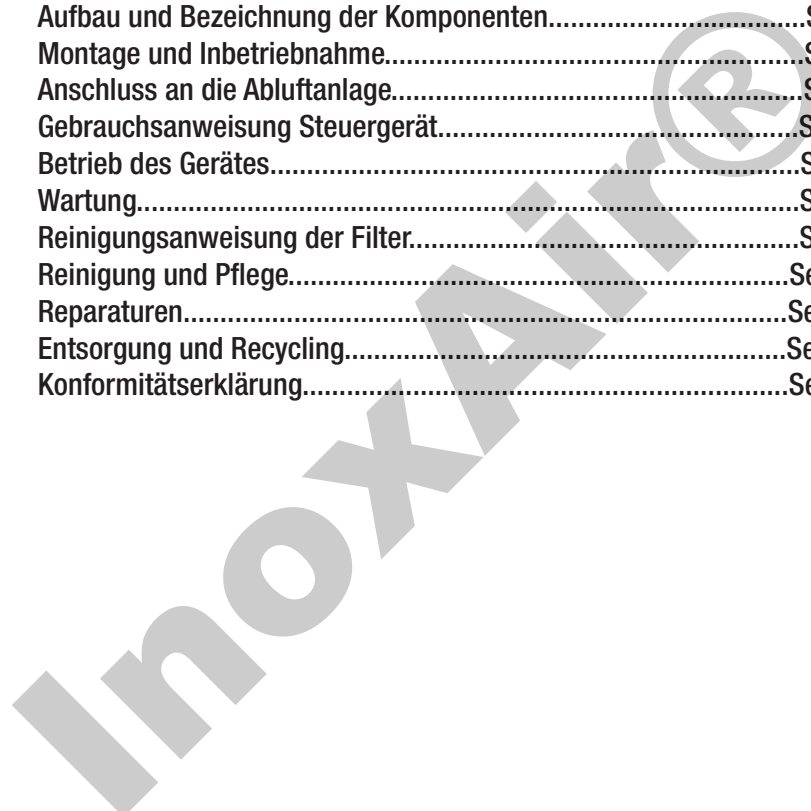 Aufbau und Bezeichnung der Komponenten
Montage und Inbetriebnahme
Anschluss an die Abluftanlage
Gebrauchsanweisung Steuergerät
Betrieb des Gerätes
Wartung
Reinigungsanweisung der Filter
Reinigung und Pflege
Reparaturen
Entsorgung und Recycling
Konformitätserklärung
InoxAir®